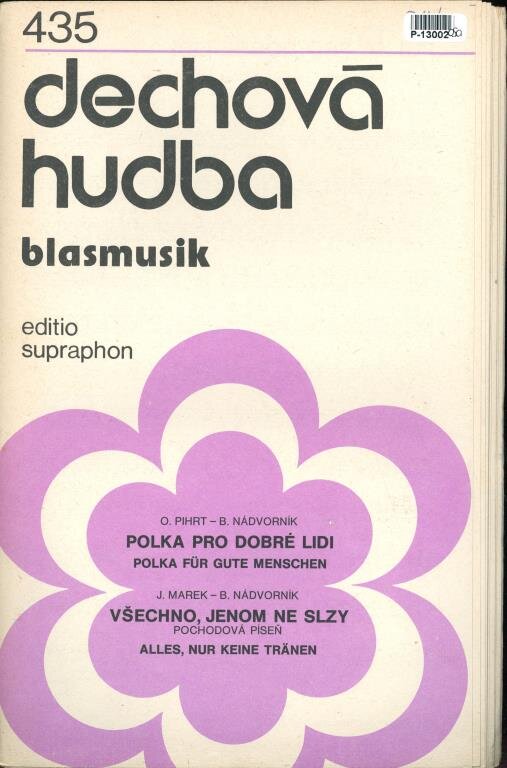 435
P-13002
dechová
hudba
blasmusik
editio
supraphon
O. PIHRT – B. NÁDVORNÍK
POLKA PRO DOBRÉ LIDI
POLKA FÜR GUTE MENSCHEN
J. MAREK – B. NÁDVORNÍK
VŠECHNO, JENOM NE SLZY
POCHODOVÁ PÍSEŇ
ALLES, NUR KEINE TRÄNEN